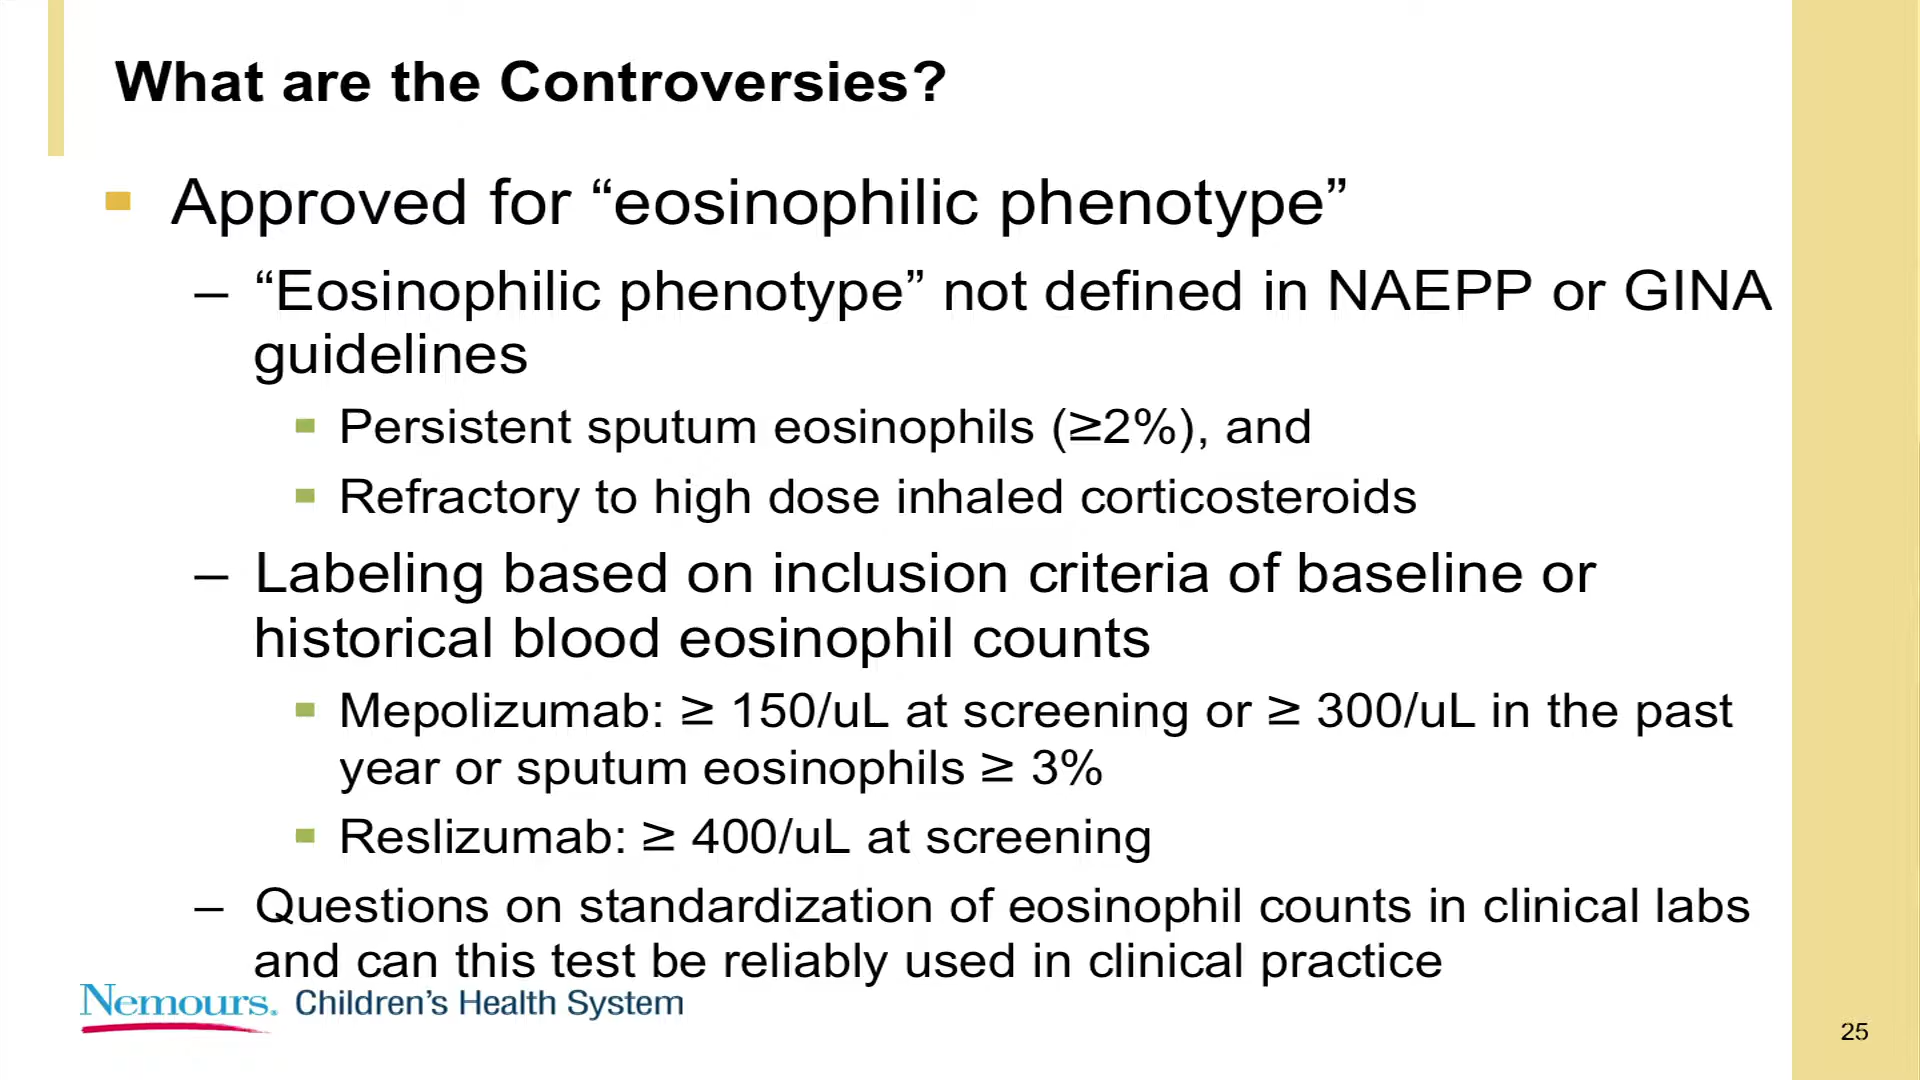 What are the Controversies?
Approved for “eosinophilic phenotype”
– “Eosinophilic phenotype” not defined in NAEPP or GINA
guidelines
Persistent sputum eosinophils (≥2%), and
Refractory to high dose inhaled corticosteroids
– Labeling based on inclusion criteria of baseline or
historical blood eosinophil counts
Mepolizumab: ≥ 150/uL at screening or ≥ 300/uL in the past
year or sputum eosinophils ≥ 3%
Reslizumab: ≥ 400/uL at screening
– Questions on standardization of eosinophil counts in clinical labs
and can this test be reliably used in clinical practice
Nemours. Children’s Health System
25